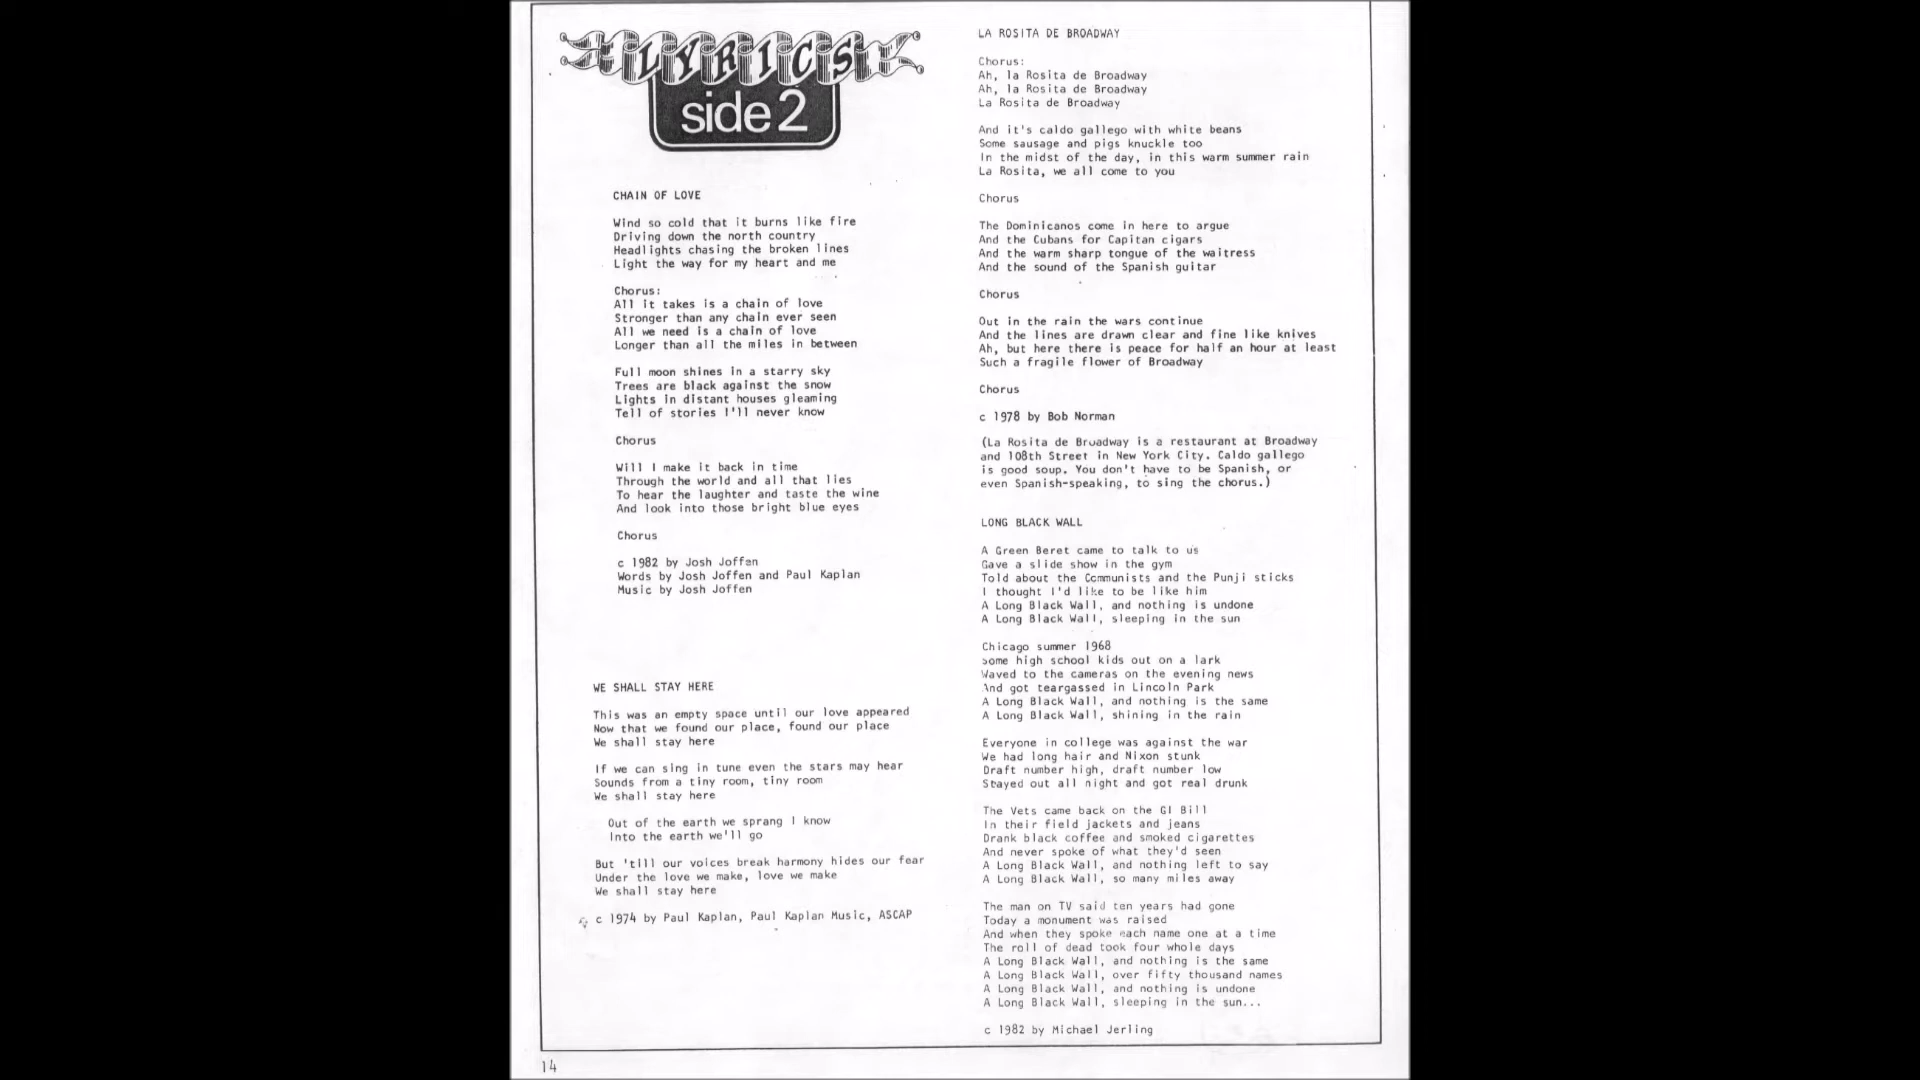 LYRICS
side 2
CHAIN OF LOVE
Wind so cold that it burns like fire
Driving down the north country
Headlights chasing the broken lines
Light the way for my heart and me
Chorus:
All it takes is a chain of love
Stronger than any chain ever seen
All we need is a chain of love
Longer than all the miles in between
Full moon shines in a starry sky
Trees are black against the snow
Lights in distant houses gleaming
Tell of stories I'll never know
Chorus
Will I make it back in time
Through the world and all that lies
To hear the laughter and taste the wine
And look into those bright blue eyes
Chorus
c 1982 by Josh Joffen
Words by Josh Joffen and Paul Kaplan
Music by Josh Joffen
WE SHALL STAY HERE
This was an empty space until our love appeared
Now that we found our place, found our place
We shall stay here
If we can sing in tune even the stars may hear
Sounds from a tiny room, tiny room
We shall stay here
Out of the earth we sprang I know
Into the earth we'll go
But 'till our voices break harmony hides our fear
Under the love we make, love we make
We shall stay here
c 1974 by Paul Kaplan, Paul Kaplan Music, ASCAP
LA ROSITA DE BROADWAY
Chorus:
Ah, la Rosita de Broadway
Ah, la Rosita de Broadway
La Rosita de Broadway
And it's caldo gallego with white beans
Some sausage and pigs knuckle too
In the midst of the day, in this warm summer rain
La Rosita, we all come to you
Chorus
The Dominicanos come in here to argue
And the Cubans for Capitan cigars
And the warm sharp tongue of the waitress
And the sound of the Spanish guitar
Chorus
Out in the rain the wars continue
And the lines are drawn clear and fine like knives
Ah, but here there is peace for half an hour at least
Such a fragile flower of Broadway
Chorus
c 1978 by Bob Norman
(La Rosita de Broadway is a restaurant at Broadway
and 108th Street in New York City. Caldo gallego
is good soup. You don't have to be Spanish, or
even Spanish-speaking, to sing the chorus.)
LONG BLACK WALL
A Green Beret came to talk to us
Gave a slide show in the gym
Told about the Communists and the Punji sticks
I thought I'd like to be like him
A Long Black Wall, and nothing is undone
A Long Black Wall, sleeping in the sun
Chicago summer 1968
Some high school kids out on a lark
Waved to the cameras on the evening news
And got teargassed in Lincoln Park
A Long Black Wall, and nothing is the same
A Long Black Wall, shining in the rain
Everyone in college was against the war
We had long hair and Nixon stunk
Draft number high, draft number low
Stayed out all night and got real drunk
The Vets came back on the GI Bill
In their field jackets and jeans
Drank black coffee and smoked cigarettes
And never spoke of what they'd seen
A Long Black Wall, and nothing left to say
A Long Black Wall, so many miles away
The man on TV said ten years had gone
Today a monument was raised
And when they spoke each name one at a time
The roll of dead took four whole days
A Long Black Wall, and nothing is the same
A Long Black Wall, over fifty thousand names
A Long Black Wall, and nothing is undone
A Long Black Wall, sleeping in the sun...
c 1982 by Michael Jerling
14